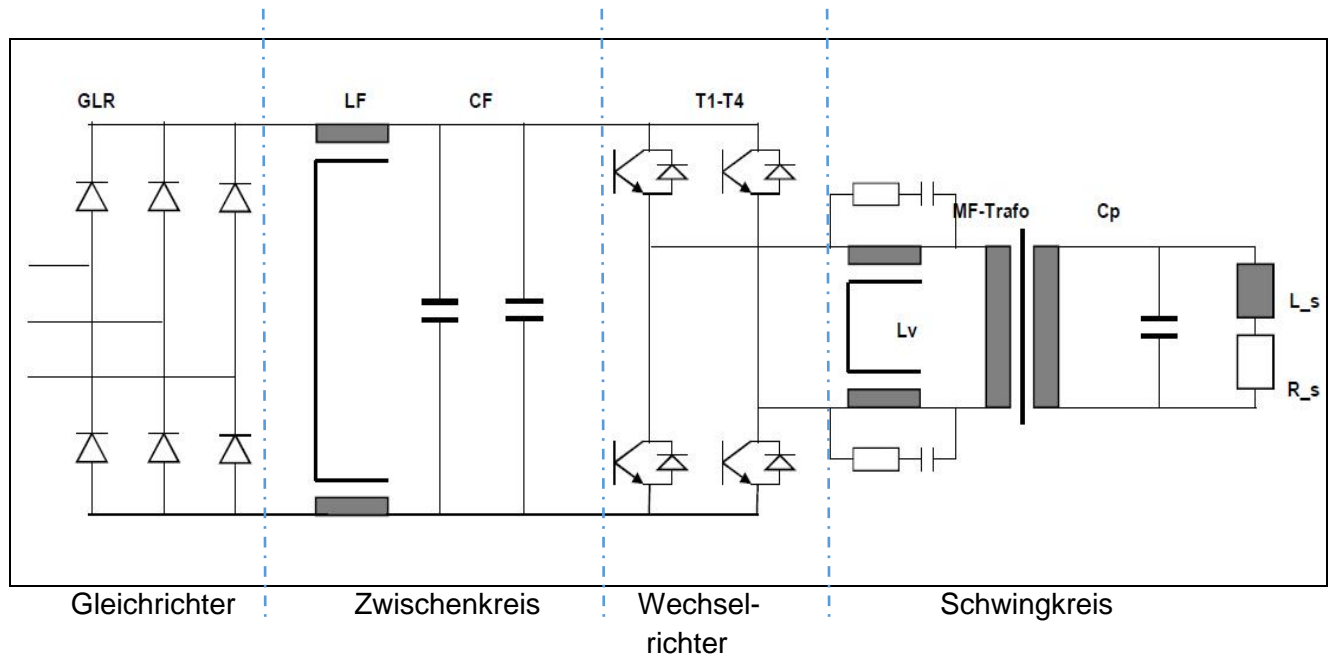 GLR
LF
CF
T1-T4
MF-Trafo
Cp
Lv
L_s
R_s
Gleichrichter
Zwischenkreis
Wechsel-
richter
Schwingkreis